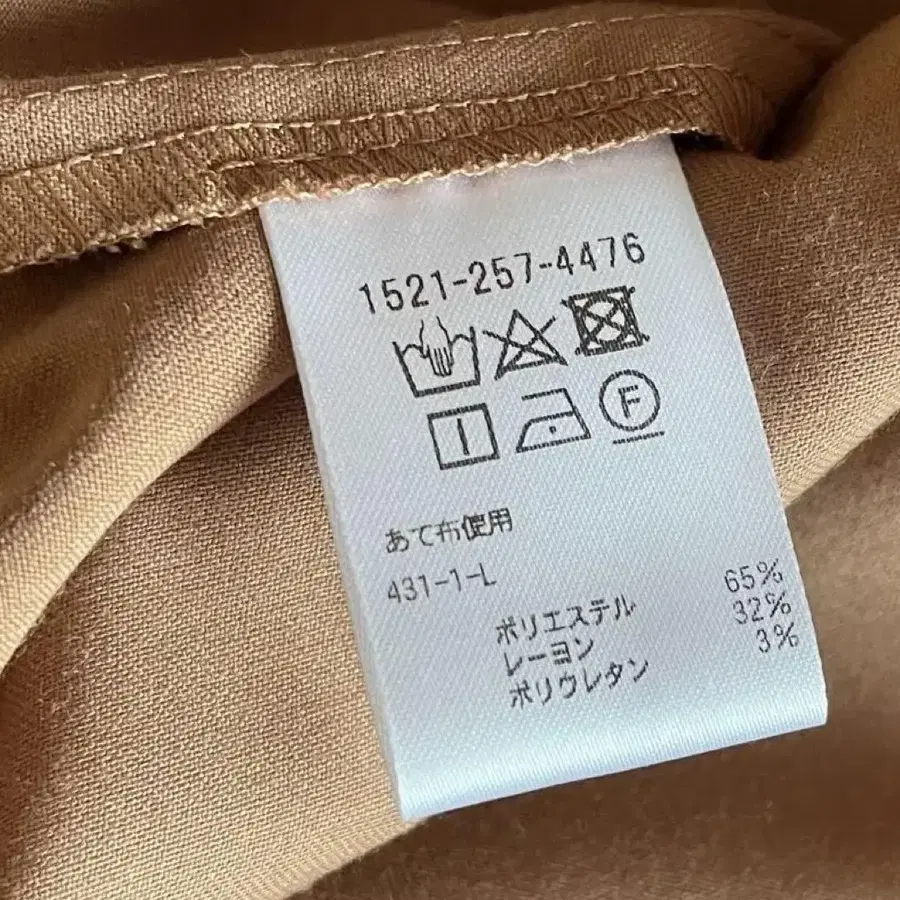 1521-257-4476
F
あて布使用
431-1-L
ポリエステル 65%
レーヨン 32%
ポリウレタン 3%